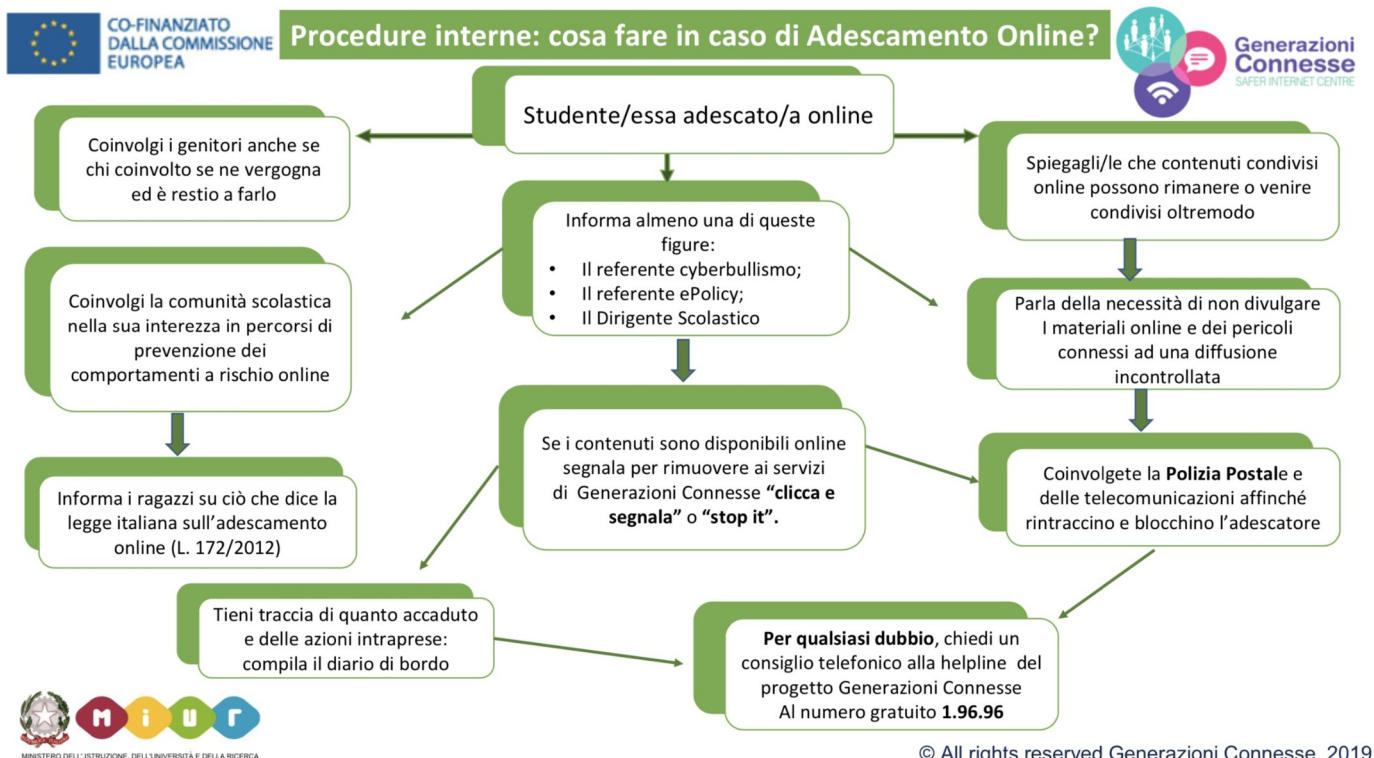 CO-FINANZIATO
DALLA COMMISSIONE
EUROPEA
Procedure interne: cosa fare in caso di Adescamento Online?
Generazioni
Connesse
SAFER INTERNET CENTRE
Studente/essa adescato/a online
Coinvolgi i genitori anche se
chi coinvolto se ne vergogna
ed è restio a farlo
Spiegagli/le che contenuti condivisi
online possono rimanere o venire
condivisi oltremodo
Informa almeno una di queste
figure:
• Il referente cyberbullismo;
• Il referente ePolicy;
• Il Dirigente Scolastico
Coinvolgi la comunità scolastica
nella sua interezza in percorsi di
prevenzione dei
comportamenti a rischio online
Parla della necessità di non divulgare
I materiali online e dei pericoli
connessi ad una diffusione
incontrollata
Se i contenuti sono disponibili online
segnala per rimuovere ai servizi
di Generazioni Connesse “clicca e
segnala” o “stop it”.
Informa i ragazzi su ciò che dice la
legge italiana sull’adescamento
online (L. 172/2012)
Coinvolgete la Polizia Postale e
delle telecomunicazioni affinché
rintraccino e blocchino l’adescatore
Tieni traccia di quanto accaduto
e delle azioni intraprese:
compila il diario di bordo
Per qualsiasi dubbio, chiedi un
consiglio telefonico alla helpline del
progetto Generazioni Connesse
Al numero gratuito 1.96.96
M i U r
MINISTERO DELL' ISTRUZIONE, DELL'UNIVERSITÀ E DELLA RICERCA
© All rights reserved Generazioni Connesse 2019